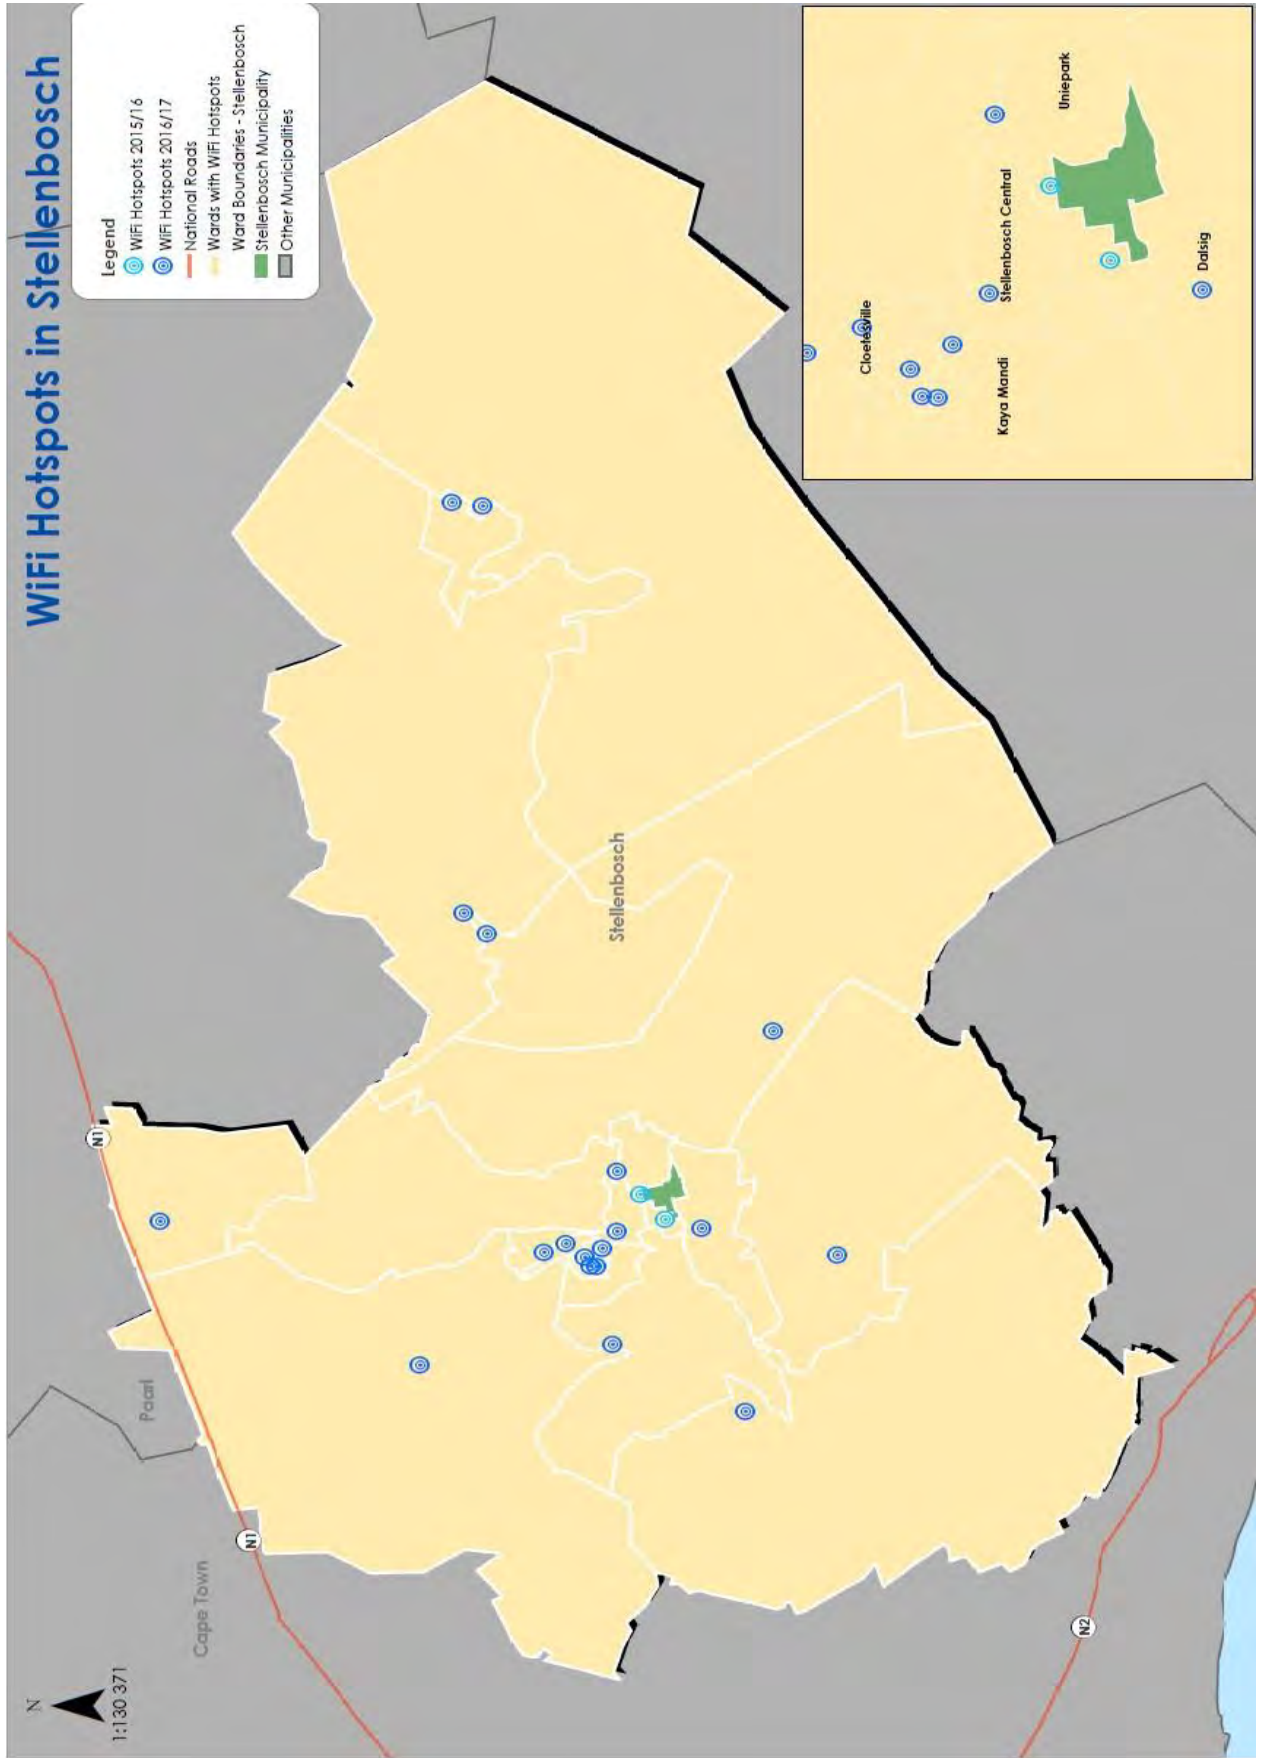 WiFi Hotspots in Stellenbosch
Legend
WiFi Hotspots 2015/16
WiFi Hotspots 2016/17
National Roads
Wards with WiFi Hotspots
Ward Boundaries - Stellenbosch
Stellenbosch Municipality
Other Municipalities
N
1:130 371
Cape Town
Paarl
N1
N1
N2
Stellenbosch
Cloetesville
Kaya Mandi
Stellenbosch Central
Uniepark
Dalsig